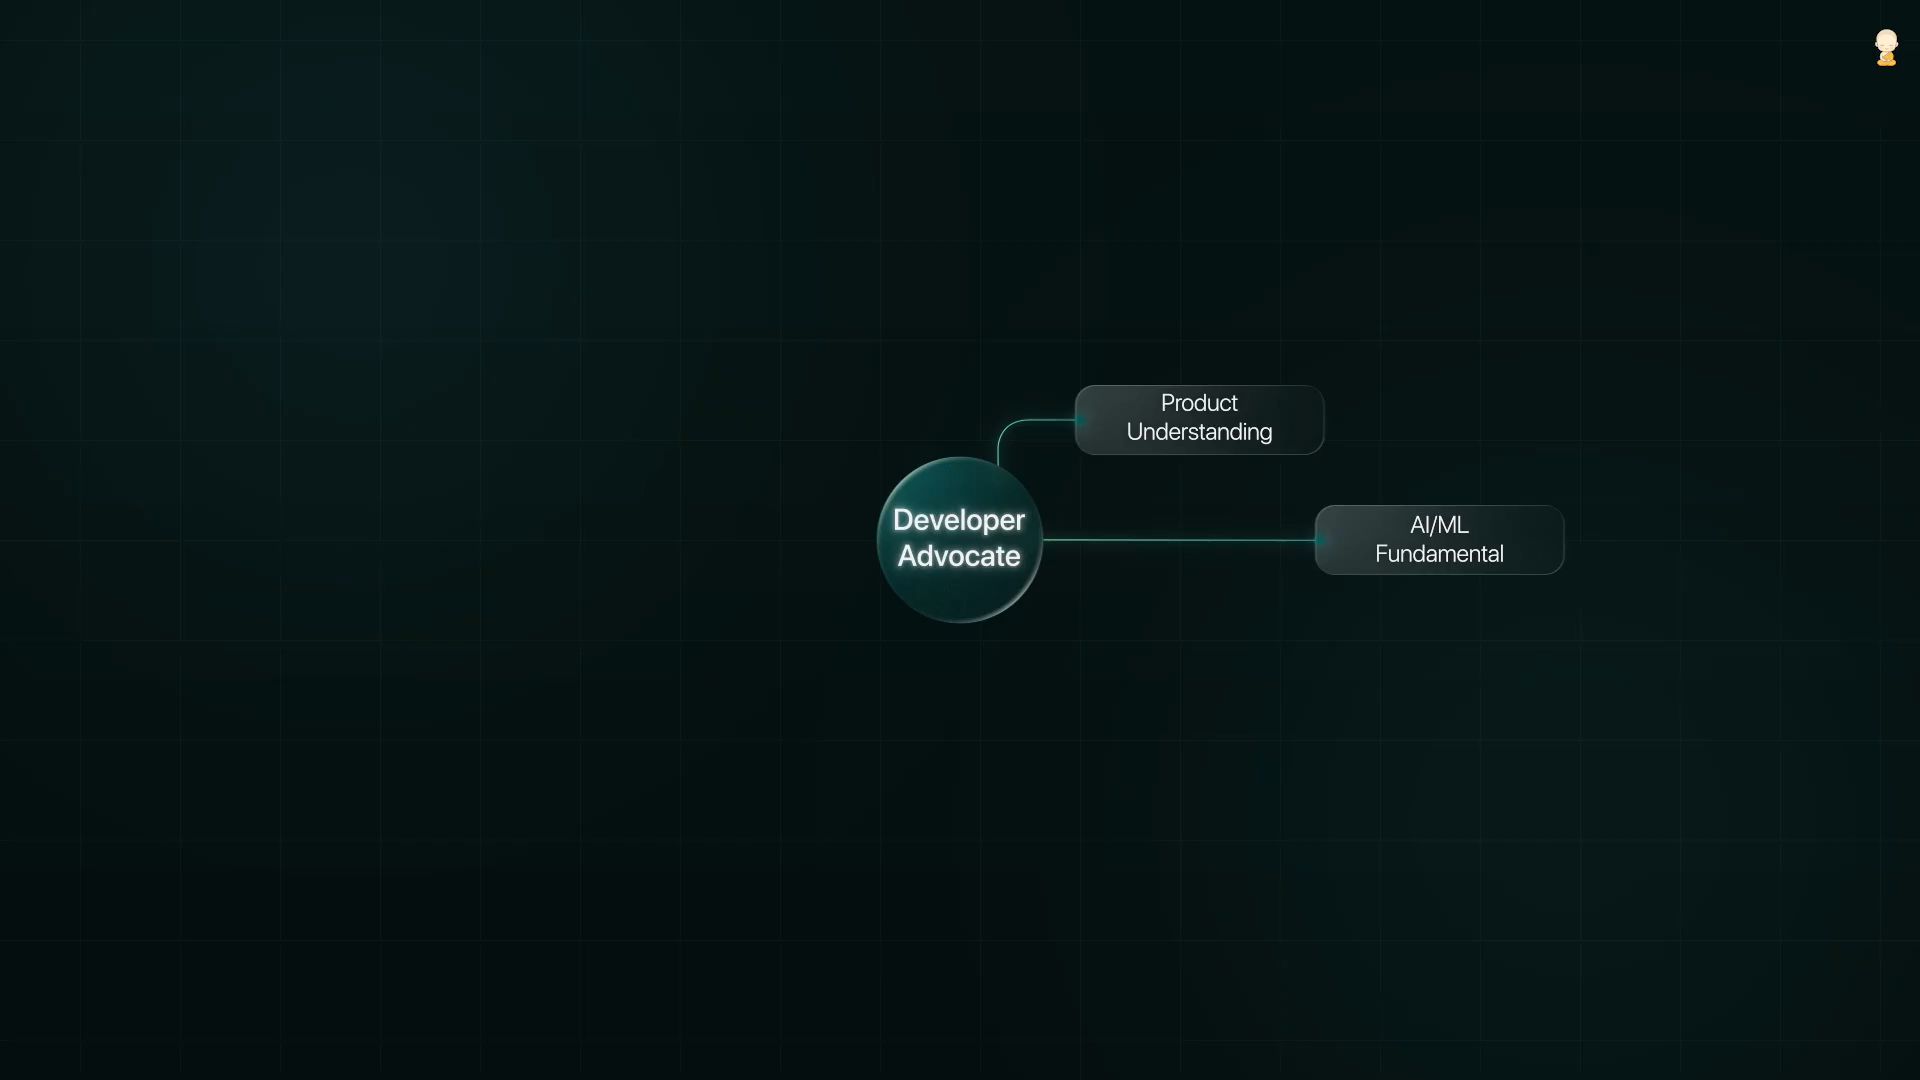 Product
Understanding
Developer
Advocate
AI/ML
Fundamental